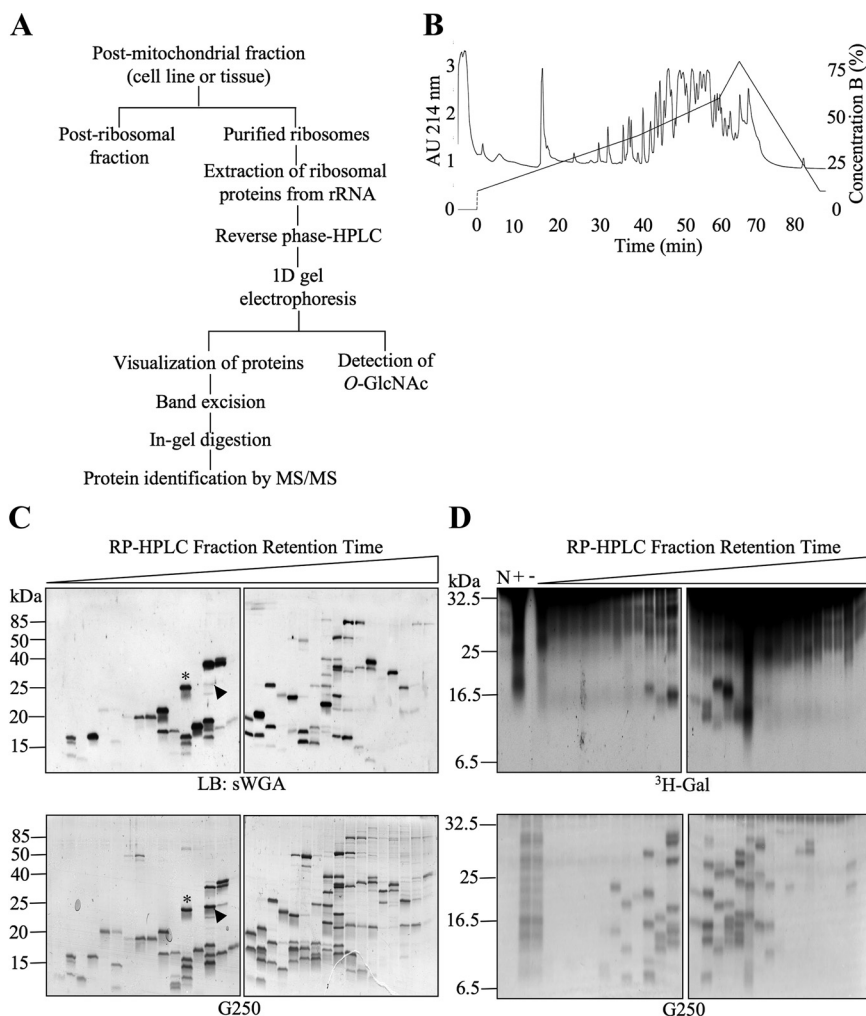 A
Post-mitochondrial fraction
(cell line or tissue)
Post-ribosomal
fraction
Purified ribosomes
Extraction of ribosomal
proteins from rRNA
Reverse phase-HPLC
1D gel
electrophoresis
Visualization of proteins
Detection of
O-GlcNAc
Band excision
In-gel digestion
Protein identification by MS/MS
B
AU 214 nm
3
2
1
0
75
50
25
0
Concentration B (%)
0 10 20 30 40 50 60 70 80
Time (min)
C
RP-HPLC Fraction Retention Time
kDa
85
50
40
25
20
15
*
LB: sWGA
85
50
40
25
20
15
*
G250
D
RP-HPLC Fraction Retention Time
kDa
N + -
32.5
25
16.5
6.5
³H-Gal
32.5
25
16.5
6.5
G250